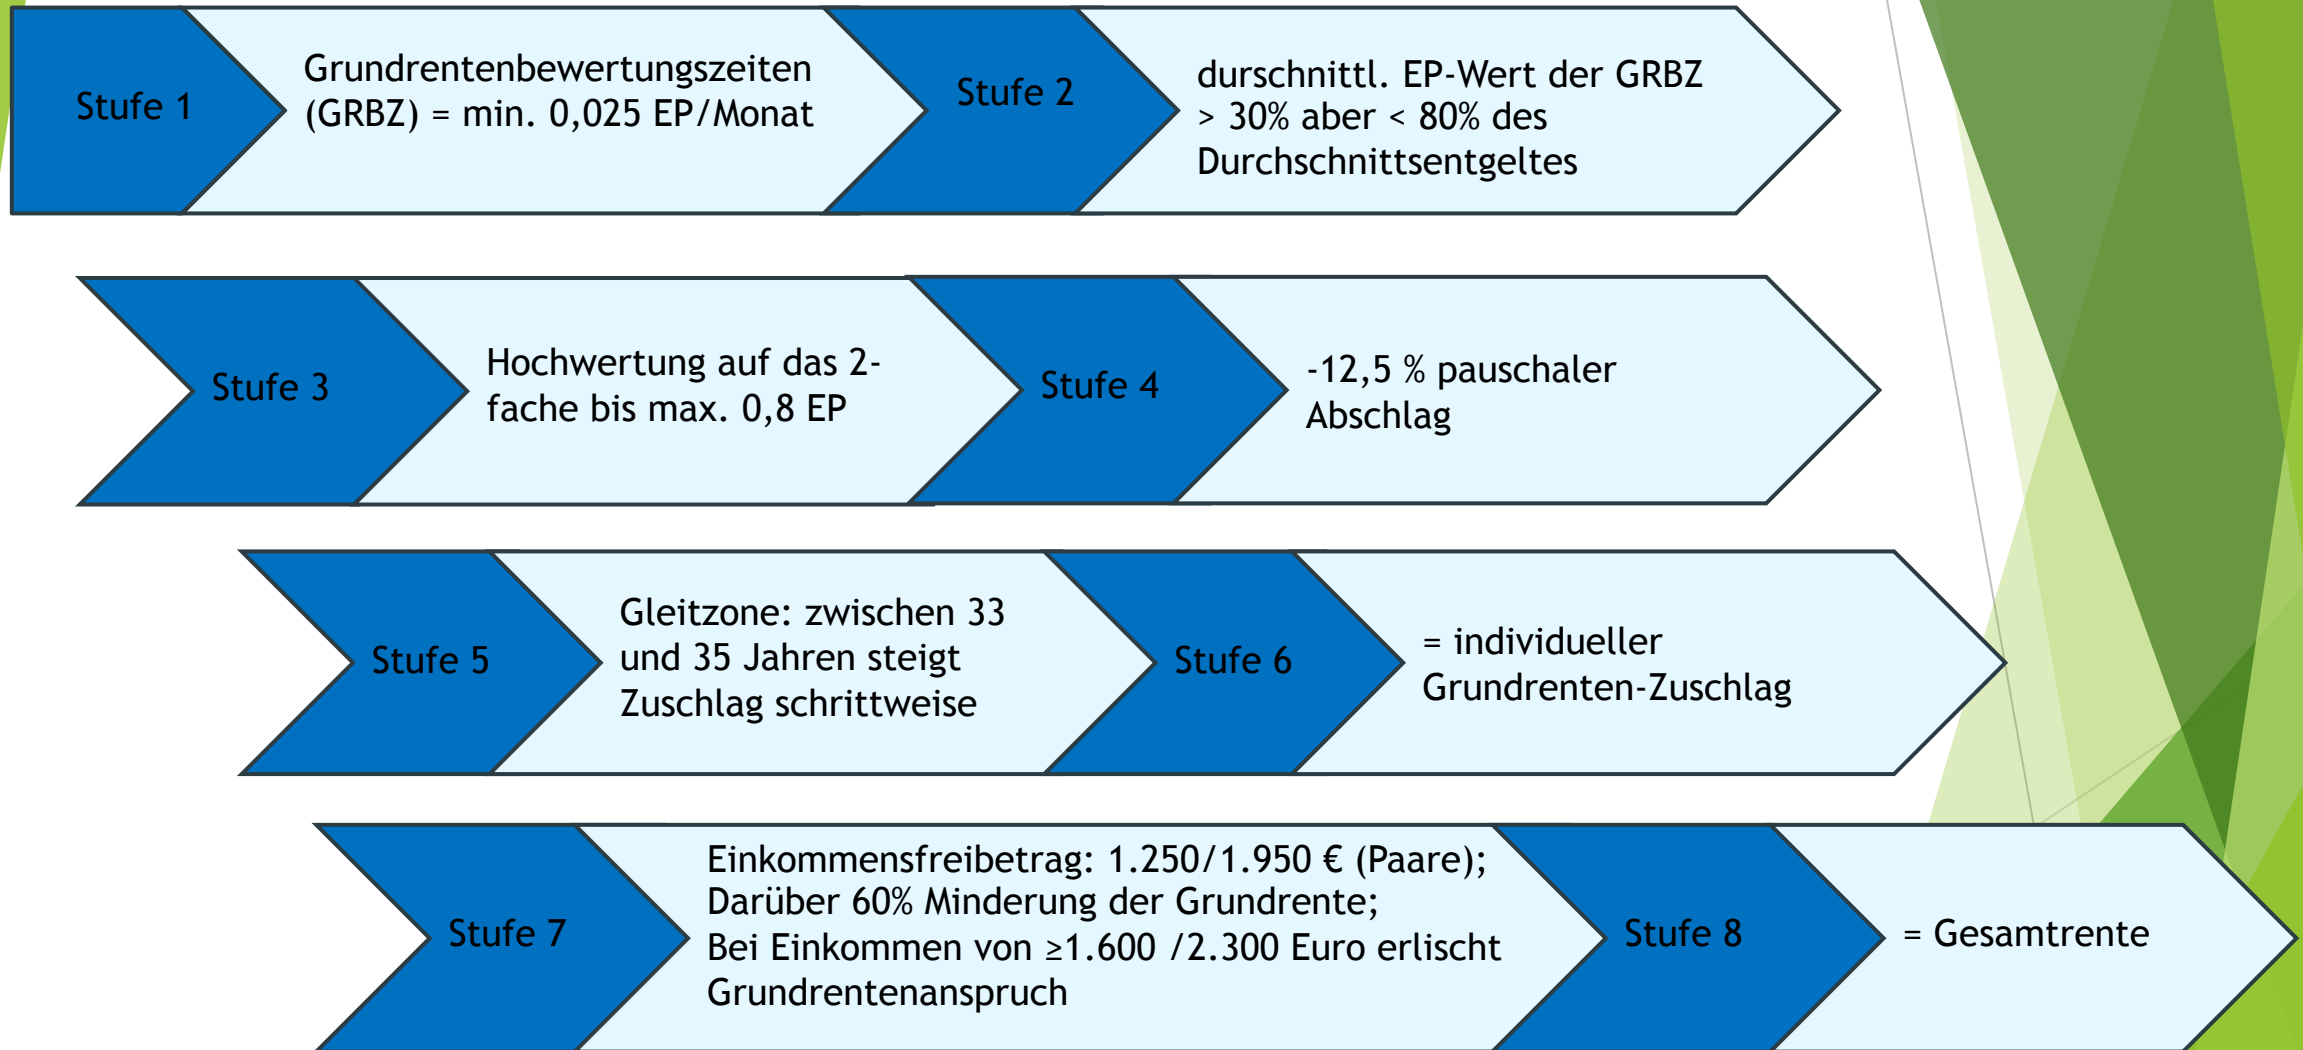 Stufe 1
Grundrentenbewertungszeiten
(GRBZ) = min. 0,025 EP/Monat
Stufe 2
durschnittl. EP-Wert der GRBZ
> 30% aber < 80% des
Durchschnittsentgeltes
Stufe 3
Hochwertung auf das 2-
fache bis max. 0,8 EP
Stufe 4
-12,5 % pauschaler
Abschlag
Stufe 5
Gleitzone: zwischen 33
und 35 Jahren steigt
Zuschlag schrittweise
Stufe 6
= individueller
Grundrenten-Zuschlag
Stufe 7
Einkommensfreibetrag: 1.250/1.950 € (Paare);
Darüber 60% Minderung der Grundrente;
Bei Einkommen von ≥1.600 /2.300 Euro erlischt
Grundrentenanspruch
Stufe 8
= Gesamtrente